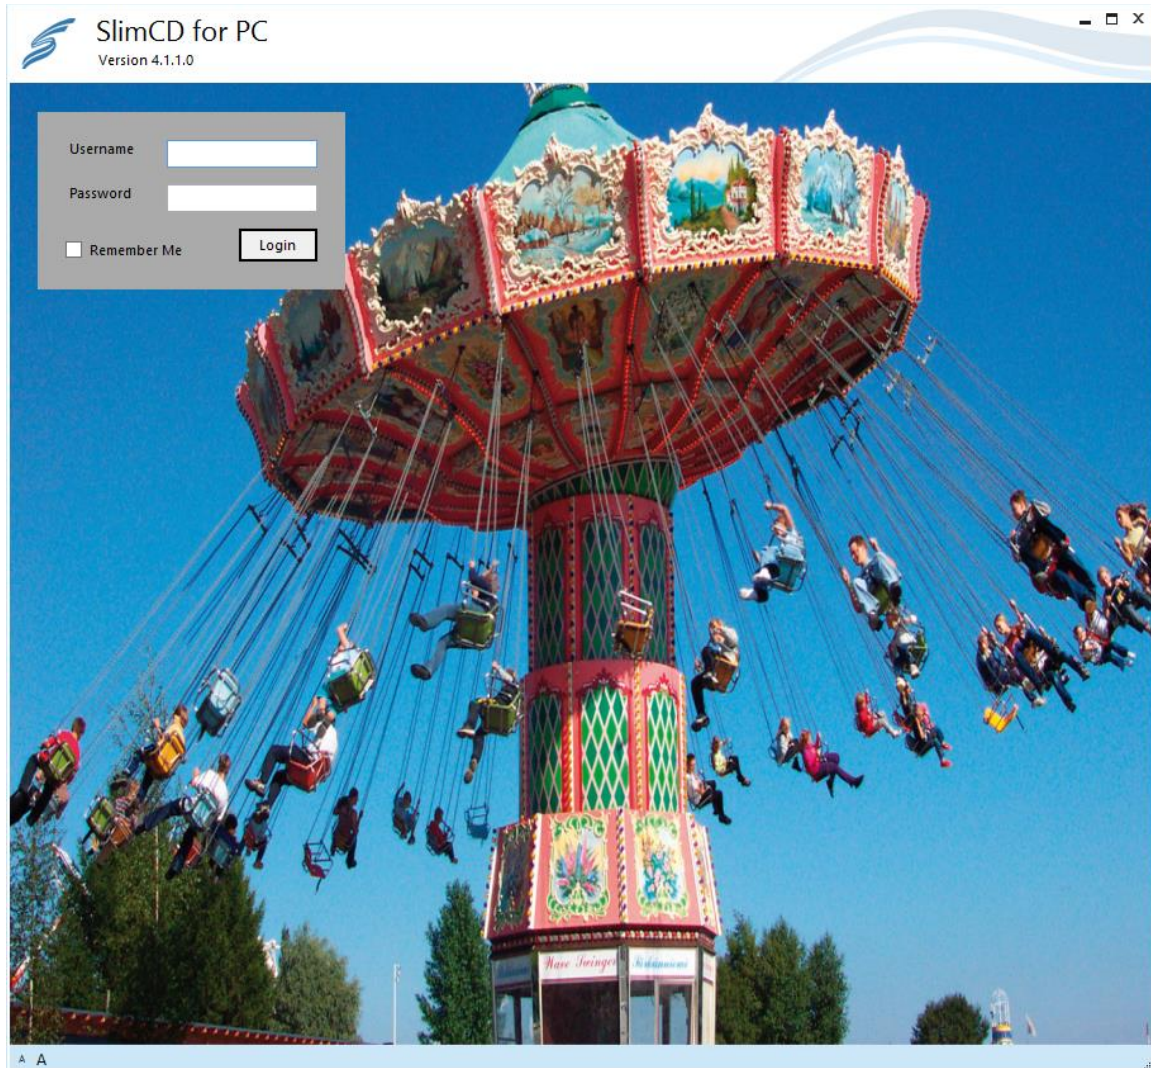 SlimCD for PC
Version 4.1.1.0
Username
Password
Remember Me
Login
Wave Swinger
A A